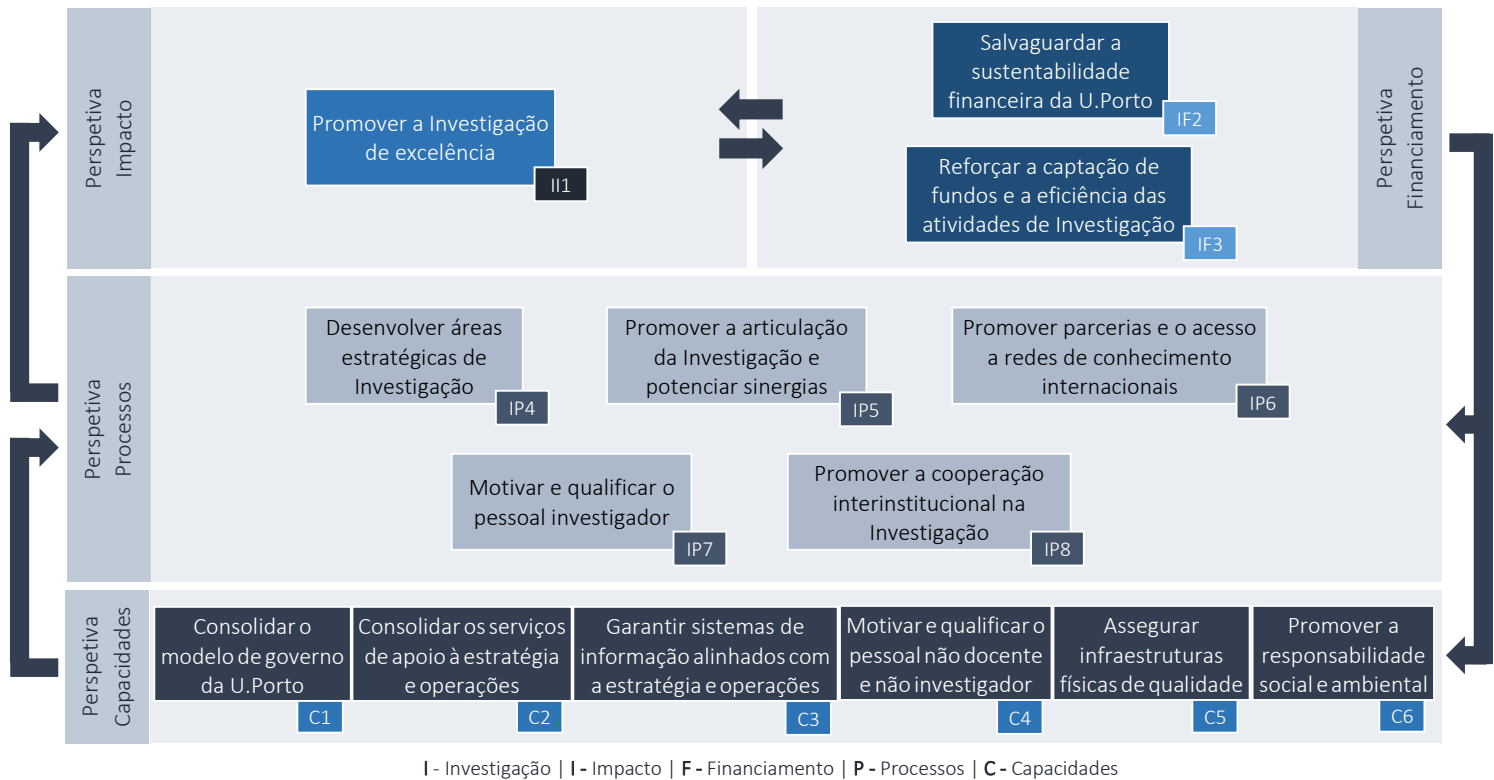 Perspetiva
Impacto
Promover a Investigação
de excelência
II1
Salvaguardar a
sustentabilidade
financeira da U.Porto
IF2
Reforçar a captação de
fundos e a eficiência das
atividades de Investigação
IF3
Perspetiva
Financiamento
Perspetiva
Processos
Desenvolver áreas
estratégicas de
Investigação
IP4
Promover a articulação
da Investigação e
potenciar sinergias
IP5
Promover parcerias e o acesso
a redes de conhecimento
internacionais
IP6
Motivar e qualificar o
pessoal investigador
IP7
Promover a cooperação
interinstitucional na
Investigação
IP8
Perspetiva
Capacidades
Consolidar o
modelo de governo
da U.Porto
C1
Consolidar os serviços
de apoio à estratégia
e operações
C2
Garantir sistemas de
informação alinhados com
a estratégia e operações
C3
Motivar e qualificar o
pessoal não docente
e não investigador
C4
Assegurar
infraestruturas
físicas de qualidade
C5
Promover a
responsabilidade
social e ambiental
C6
I - Investigação | I - Impacto | F - Financiamento | P - Processos | C - Capacidades